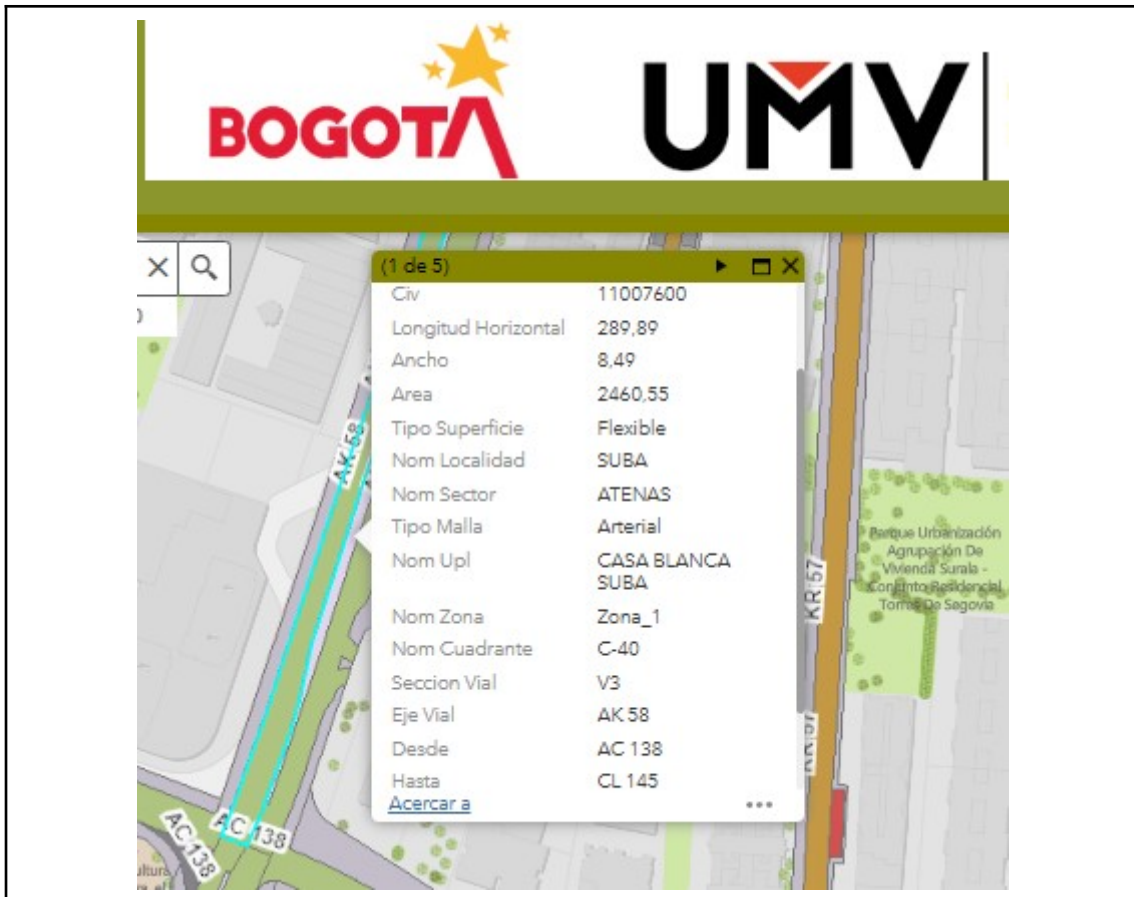 BOGOTÁ
UMV
(1 de 5)
Civ 11007600
Longitud Horizontal 289,89
Ancho 8,49
Area 2460,55
Tipo Superficie Flexible
Nom Localidad SUBA
Nom Sector ATENAS
Tipo Malla Arterial
Nom Upl CASA BLANCA
SUBA
Nom Zona Zona_1
Nom Cuadrante C-40
Seccion Vial V3
Eje Vial AK 58
Desde AC 138
Hasta CL 145
Acercar a
AK 58
AC 138
AC 138
KR 57
KR 57
Parque Urbanización
Agrupación De
Vivienda Surala -
Conjunto Residencial
Torres De Segovia